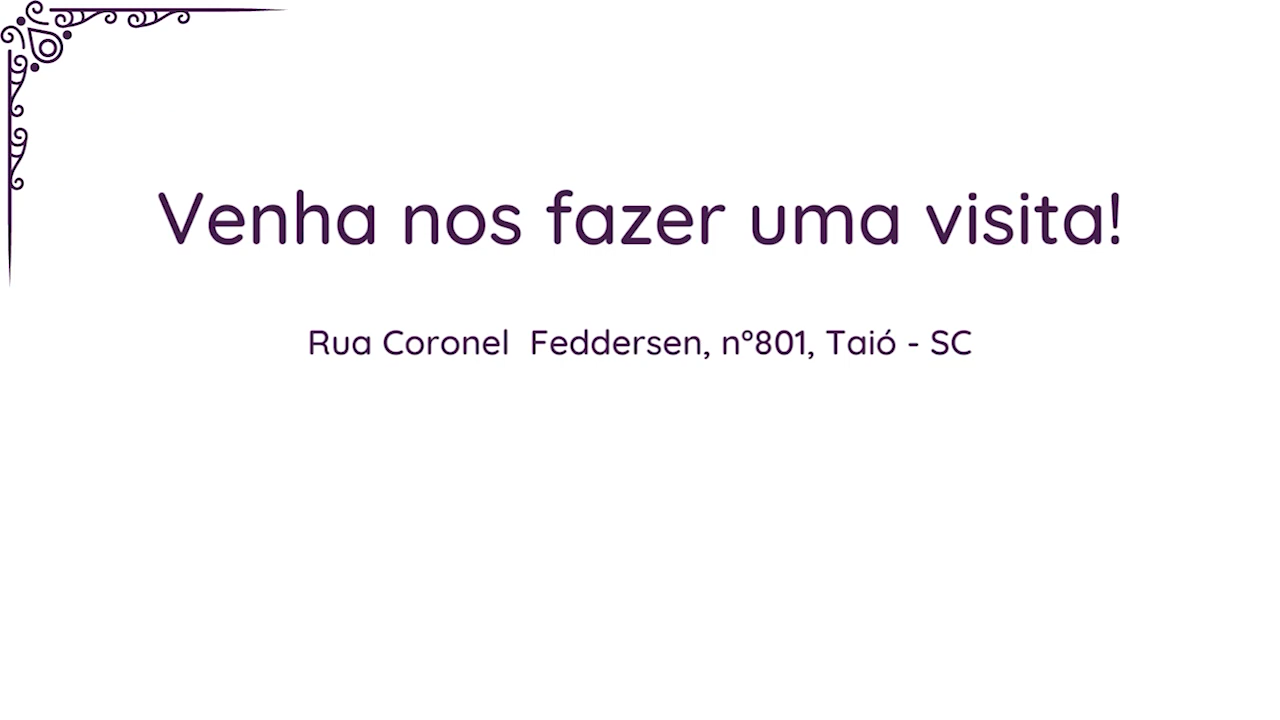 Venha nos fazer uma visita!
Rua Coronel  Feddersen, nº801, Taió - SC